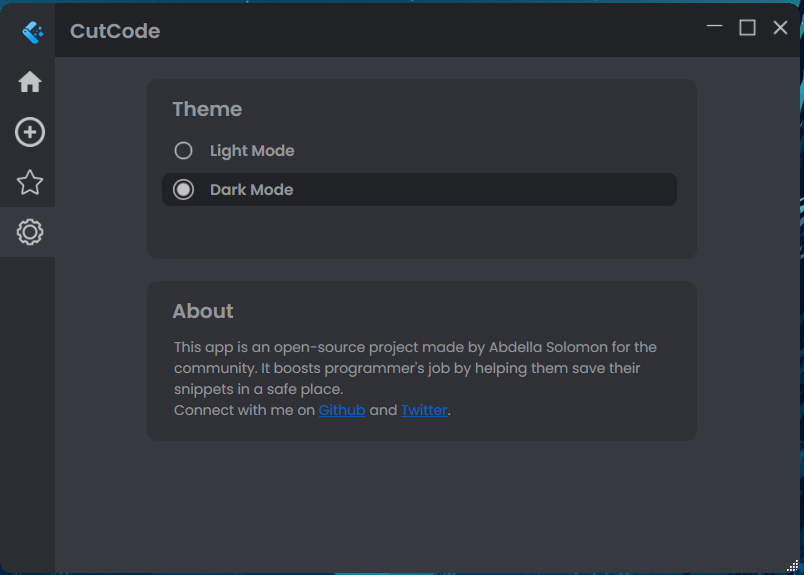 CutCode
Theme
Light Mode
Dark Mode
About
This app is an open-source project made by Abdella Solomon for the
community. It boosts programmer's job by helping them save their
snippets in a safe place.
Connect with me on Github and Twitter.